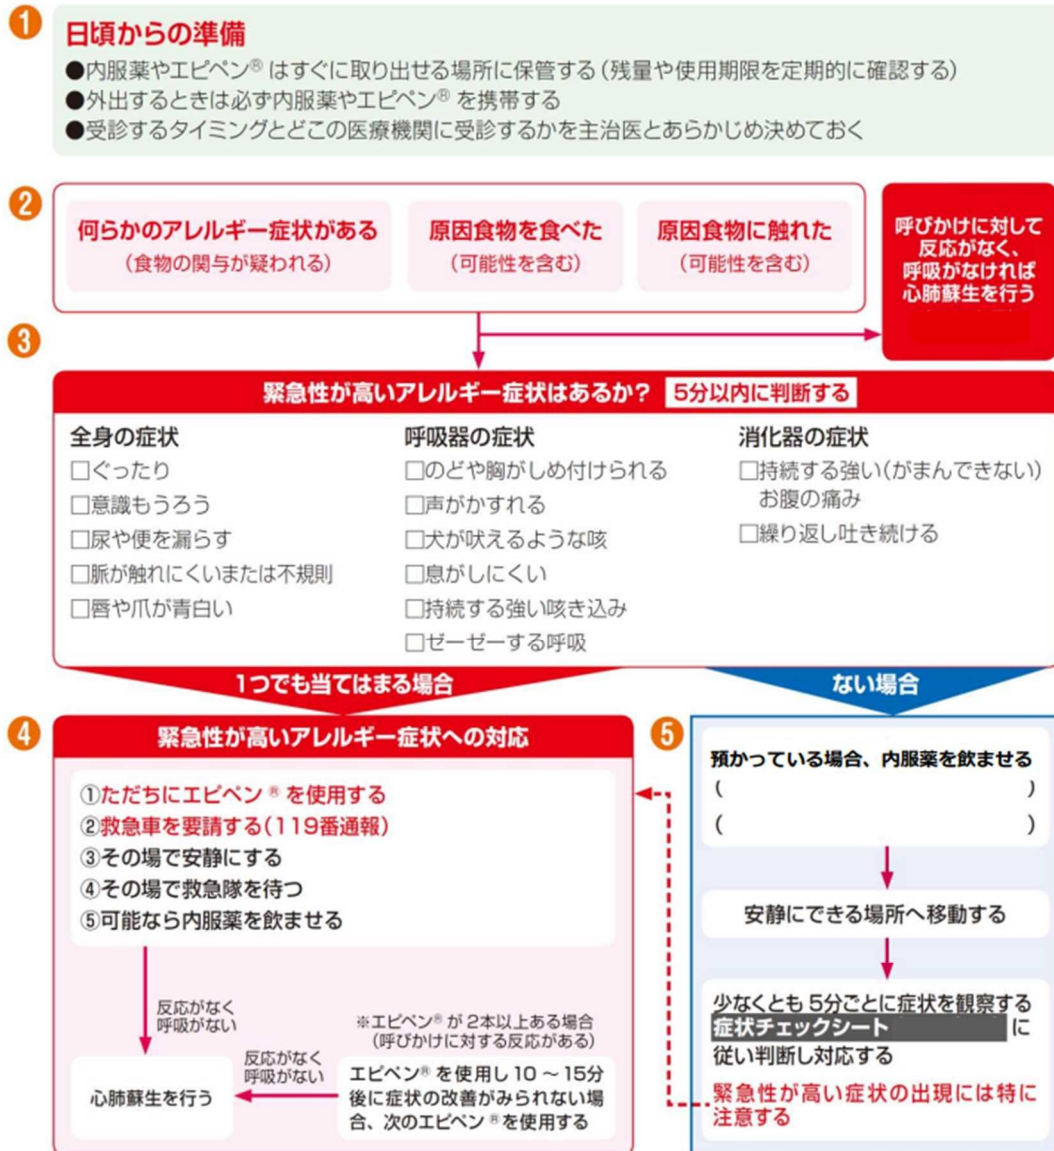 1
日頃からの準備
●内服薬やエピペン®はすぐに取り出せる場所に保管する(残量や使用期限を定期的に確認する)
●外出するときは必ず内服薬やエピペン®を携帯する
●受診するタイミングとどこの医療機関に受診するかを主治医とあらかじめ決めておく
2
何らかのアレルギー症状がある
(食物の関与が疑われる)
原因食物を食べた
(可能性を含む)
原因食物に触れた
(可能性を含む)
呼びかけに対して
反応がなく、
呼吸がなければ
心肺蘇生を行う
3
緊急性が高いアレルギー症状はあるか? 5分以内に判断する
全身の症状
□ぐったり
□意識もうろう
□尿や便を漏らす
□脈が触れにくいまたは不規則
□唇や爪が青白い
呼吸器の症状
□のどや胸がしめ付けられる
□声がかすれる
□犬が吠えるような咳
□息がしにくい
□持続する強い咳き込み
□ゼーゼーする呼吸
消化器の症状
□持続する強い(がまんできない)
お腹の痛み
□繰り返し吐き続ける
1つでも当てはまる場合
ない場合
4
緊急性が高いアレルギー症状への対応
①ただちにエピペン®を使用する
②救急車を要請する(119番通報)
③その場で安静にする
④その場で救急隊を待つ
⑤可能なら内服薬を飲ませる
反応がなく
呼吸がない
※エピペン®が2本以上ある場合
(呼びかけに対する反応がある)
反応がなく
呼吸がない
心肺蘇生を行う
エピペン®を使用し10〜15分
後に症状の改善がみられない場
合、次のエピペン®を使用する
5
預かっている場合、内服薬を飲ませる
( )
( )
安静にできる場所へ移動する
少なくとも5分ごとに症状を観察する
症状チェックシート に
従い判断し対応する
緊急性が高い症状の出現には特に
注意する